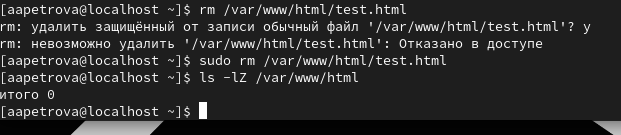 [aapetrova@localhost ~]$ rm /var/www/html/test.html
rm: удалить защищённый от записи обычный файл '/var/www/html/test.html'? y
rm: невозможно удалить '/var/www/html/test.html': Отказано в доступе
[aapetrova@localhost ~]$ sudo rm /var/www/html/test.html
[aapetrova@localhost ~]$ ls -lZ /var/www/html
итого 0
[aapetrova@localhost ~]$